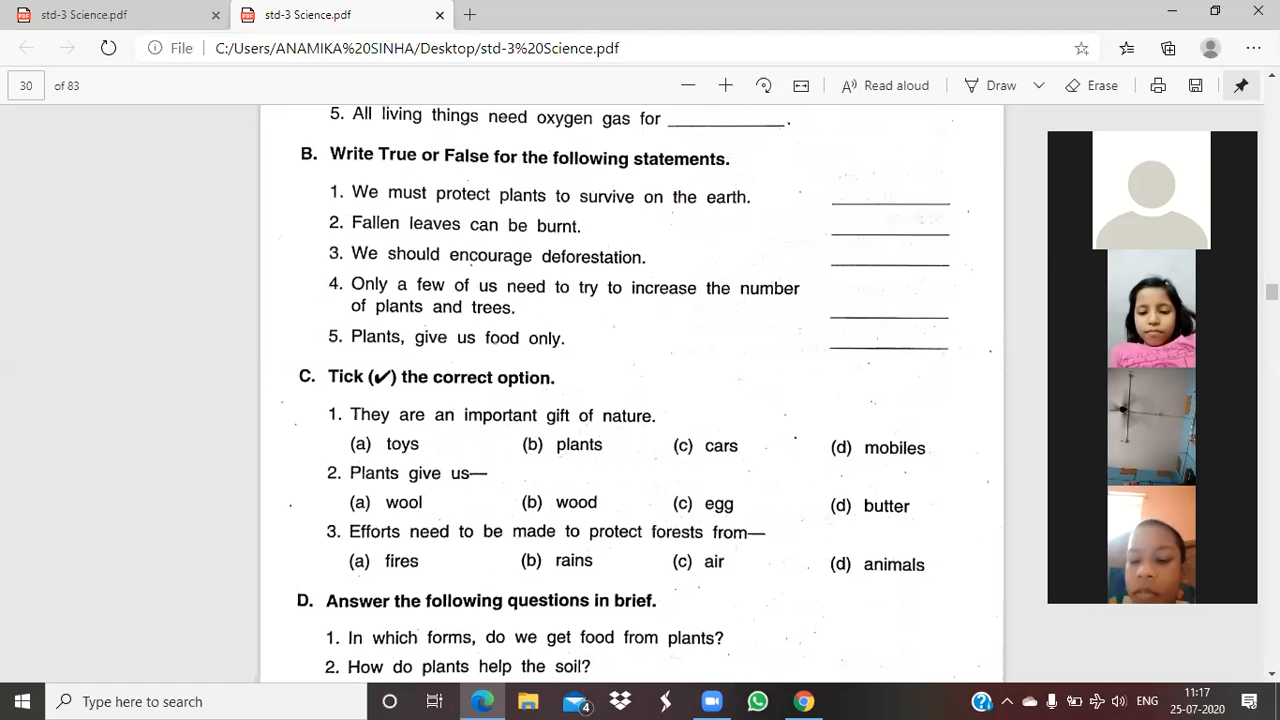 std-3 Science.pdf
std-3 Science.pdf
File C:/Users/ANAMIKA%20SINHA/Desktop/std-3%20Science.pdf
30 of 83 Read aloud Draw Erase
5. All living things need oxygen gas for ____________.
B. Write True or False for the following statements.
1. We must protect plants to survive on the earth. ____________
2. Fallen leaves can be burnt. ____________
3. We should encourage deforestation. ____________
4. Only a few of us need to try to increase the number
of plants and trees. ____________
5. Plants, give us food only. ____________
C. Tick (✔) the correct option.
1. They are an important gift of nature.
(a) toys (b) plants (c) cars (d) mobiles
2. Plants give us—
(a) wool (b) wood (c) egg (d) butter
3. Efforts need to be made to protect forests from—
(a) fires (b) rains (c) air (d) animals
D. Answer the following questions in brief.
1. In which forms, do we get food from plants?
2. How do plants help the soil?
Type here to search
4
ENG
11:17
25-07-2020